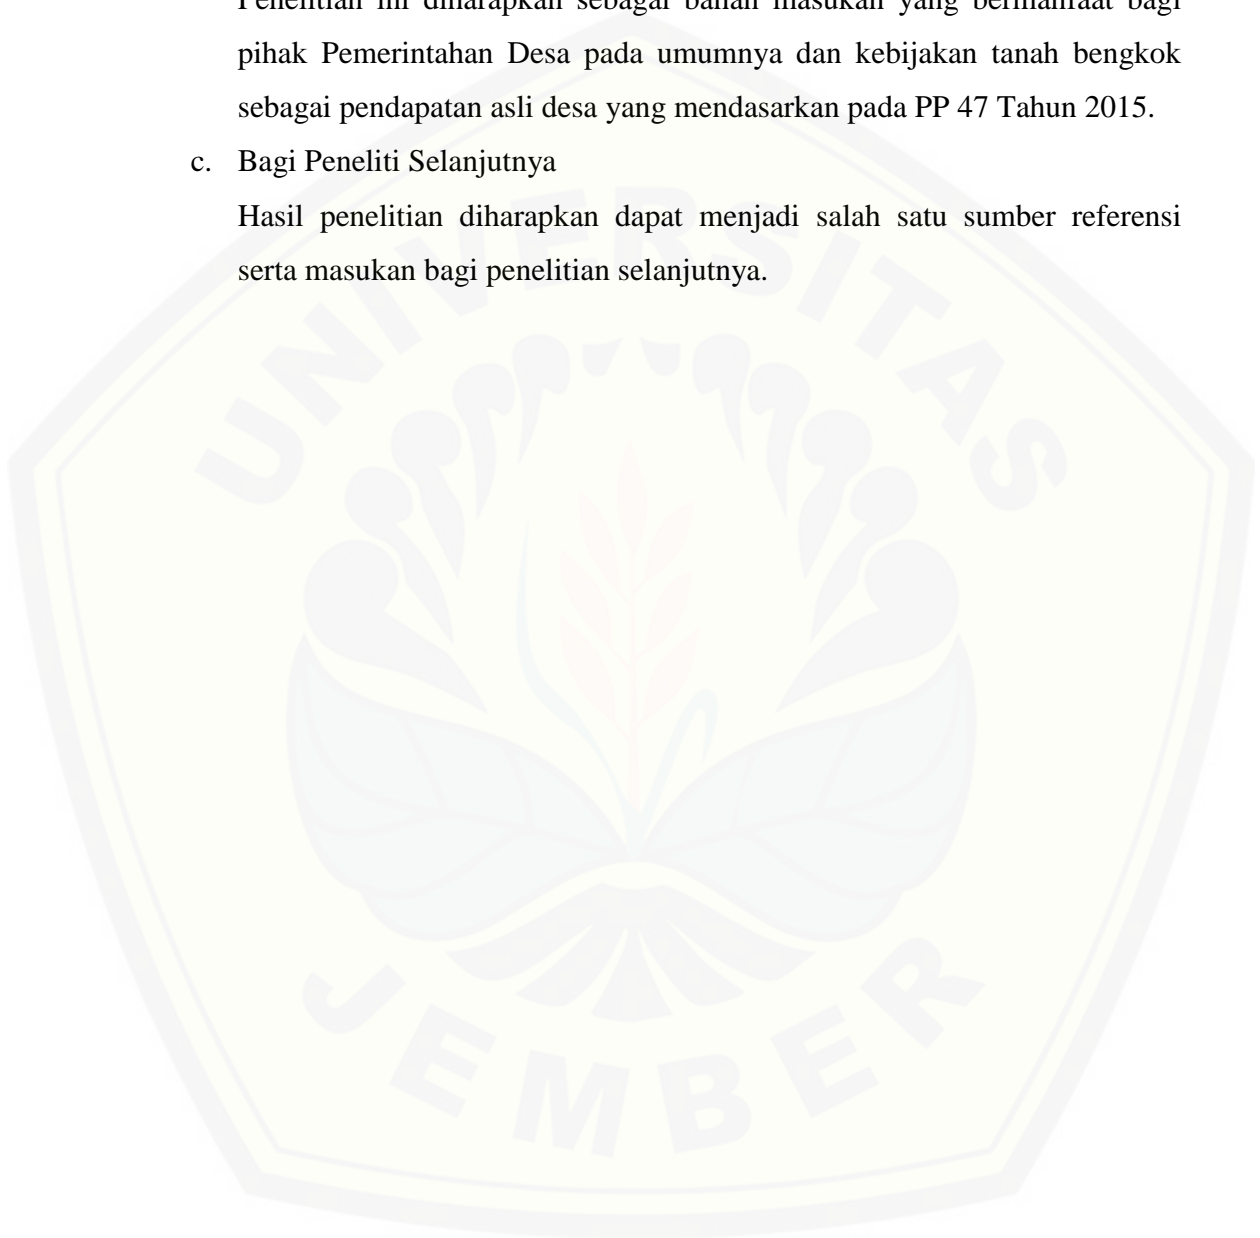 Penelitian ini diharapkan sebagai bahan masukan yang bermanfaat bagi
pihak Pemerintahan Desa pada umumnya dan kebijakan tanah bengkok
sebagai pendapatan asli desa yang mendasarkan pada PP 47 Tahun 2015.
c. Bagi Peneliti Selanjutnya
Hasil penelitian diharapkan dapat menjadi salah satu sumber referensi
serta masukan bagi penelitian selanjutnya.
UNIVERSITAS
JEMBER